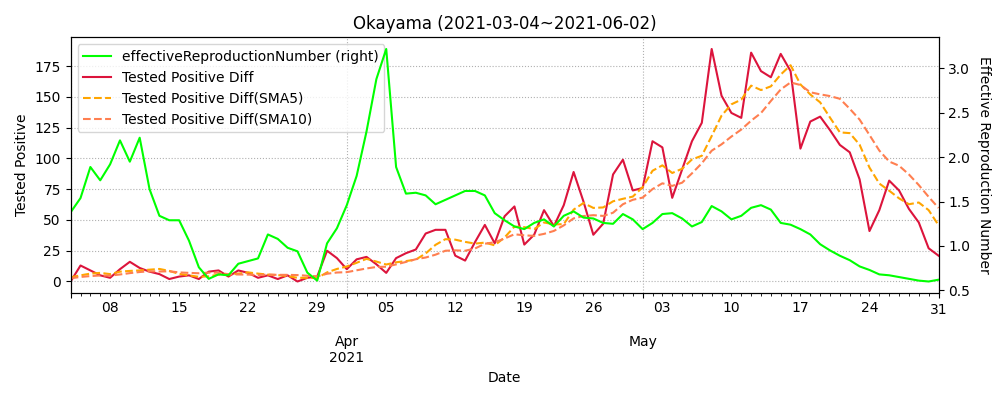 Okayama (2021-03-04~2021-06-02)
effectiveReproductionNumber (right)
Tested Positive Diff
Tested Positive Diff(SMA5)
Tested Positive Diff(SMA10)
Tested Positive
175
150
125
100
75
50
25
0
3.0
2.5
2.0
1.5
1.0
0.5
Effective Reproduction Number
08 15 22 29 05 12 19 26 03 10 17 24 31
Apr May
2021
Date